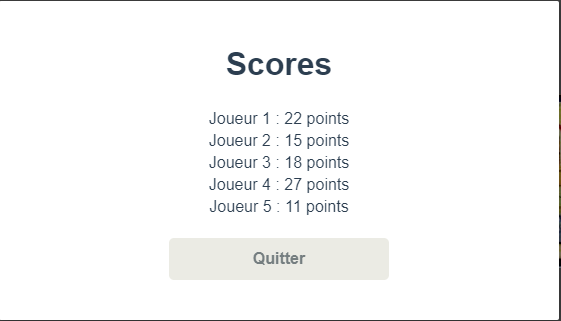 Scores
Joueur 1 : 22 points
Joueur 2 : 15 points
Joueur 3 : 18 points
Joueur 4 : 27 points
Joueur 5 : 11 points
Quitter